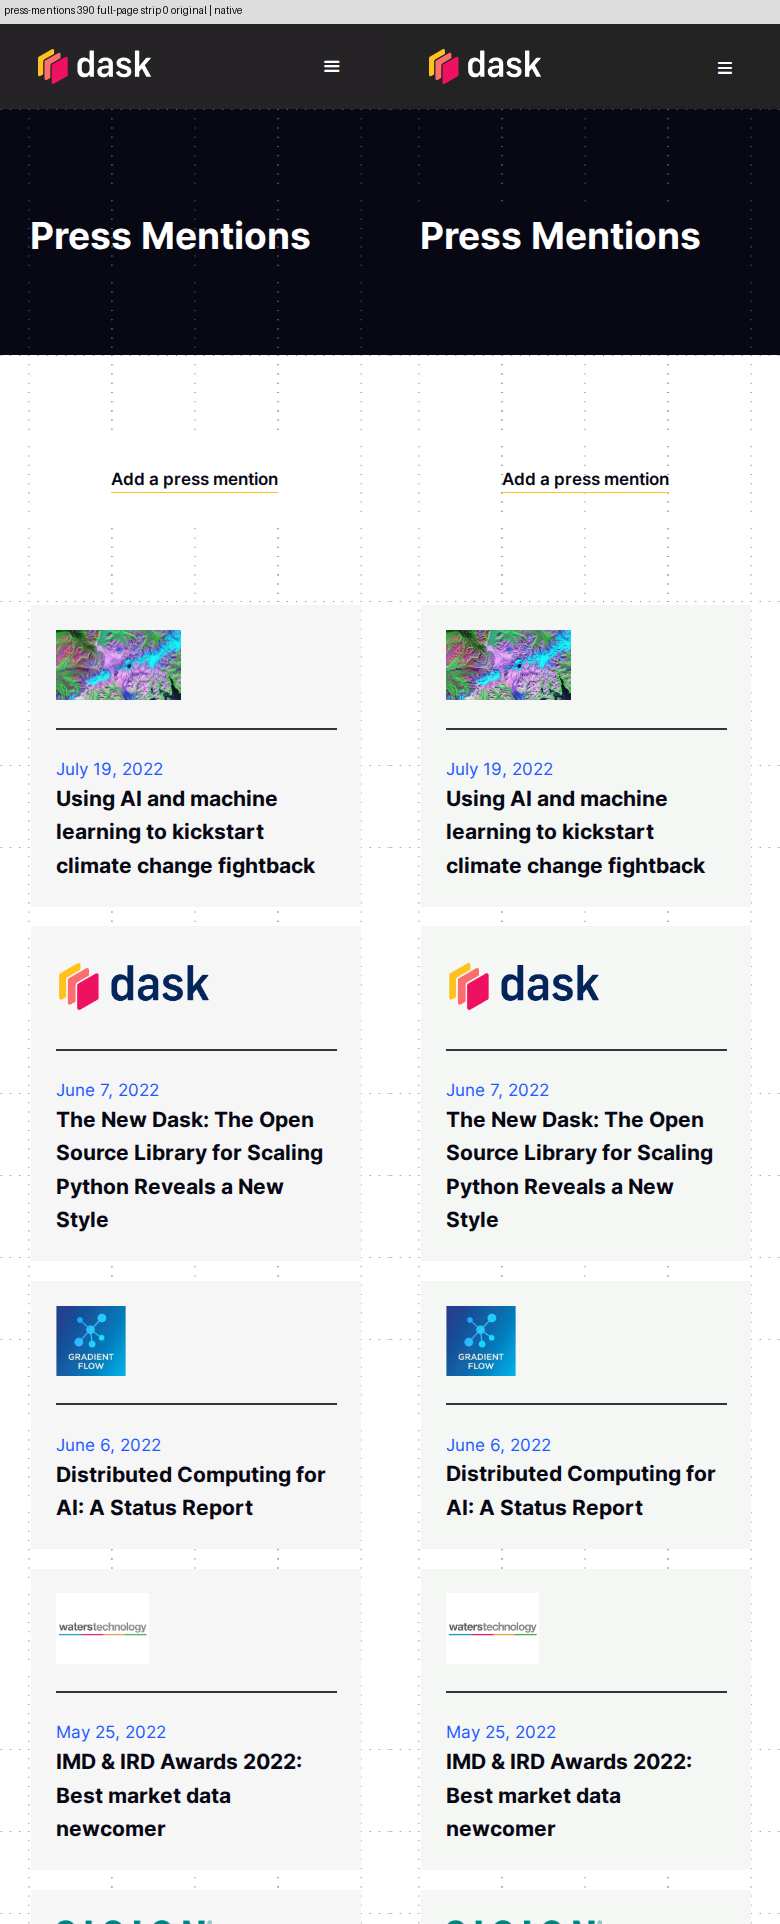 press-mentions 390 full-page strip 0 original | native
dask
dask
Press Mentions
Press Mentions
Add a press mention
Add a press mention
July 19, 2022
Using AI and machine
learning to kickstart
climate change fightback
July 19, 2022
Using AI and machine
learning to kickstart
climate change fightback
dask
June 7, 2022
The New Dask: The Open
Source Library for Scaling
Python Reveals a New
Style
dask
June 7, 2022
The New Dask: The Open
Source Library for Scaling
Python Reveals a New
Style
GRADIENT
FLOW
June 6, 2022
Distributed Computing for
AI: A Status Report
GRADIENT
FLOW
June 6, 2022
Distributed Computing for
AI: A Status Report
waterstechnology
May 25, 2022
IMD & IRD Awards 2022:
Best market data
newcomer
waterstechnology
May 25, 2022
IMD & IRD Awards 2022:
Best market data
newcomer